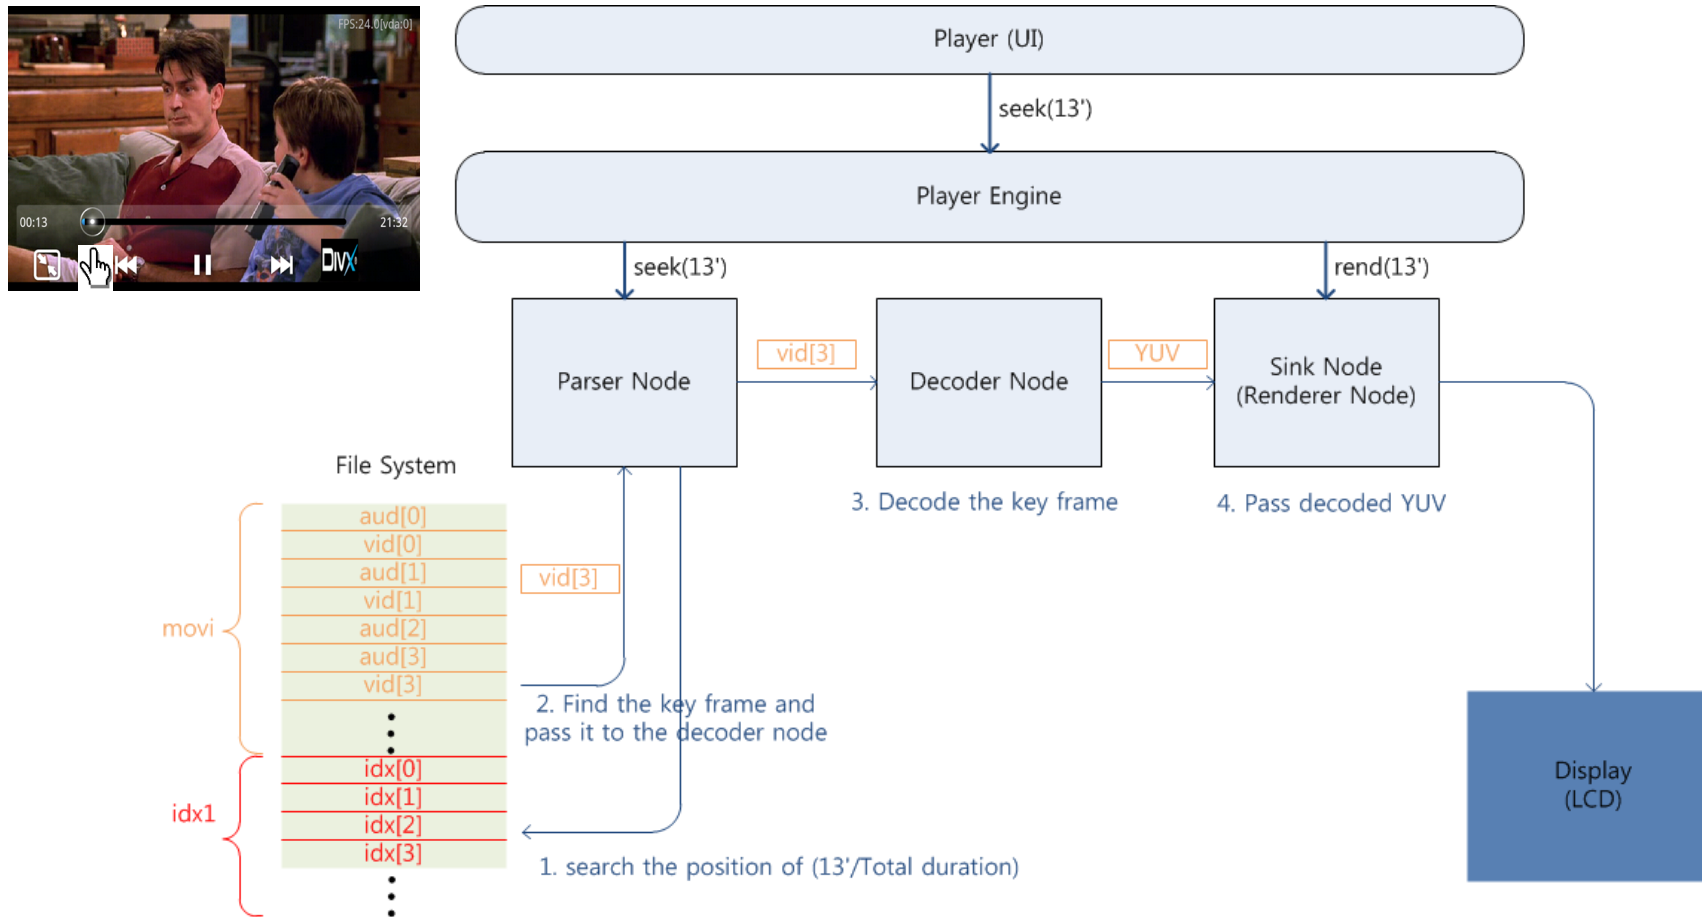 FPS:24.0[vda:0]
00:13
21:32
DIVX
Player (UI)
seek(13')
Player Engine
seek(13')
rend(13')
Parser Node
vid[3]
Decoder Node
YUV
Sink Node
(Renderer Node)
3. Decode the key frame
4. Pass decoded YUV
File System
movi
aud[0]
vid[0]
aud[1]
vid[1]
aud[2]
aud[3]
vid[3]
vid[3]
2. Find the key frame and
pass it to the decoder node
idx1
idx[0]
idx[1]
idx[2]
idx[3]
1. search the position of (13'/Total duration)
Display
(LCD)